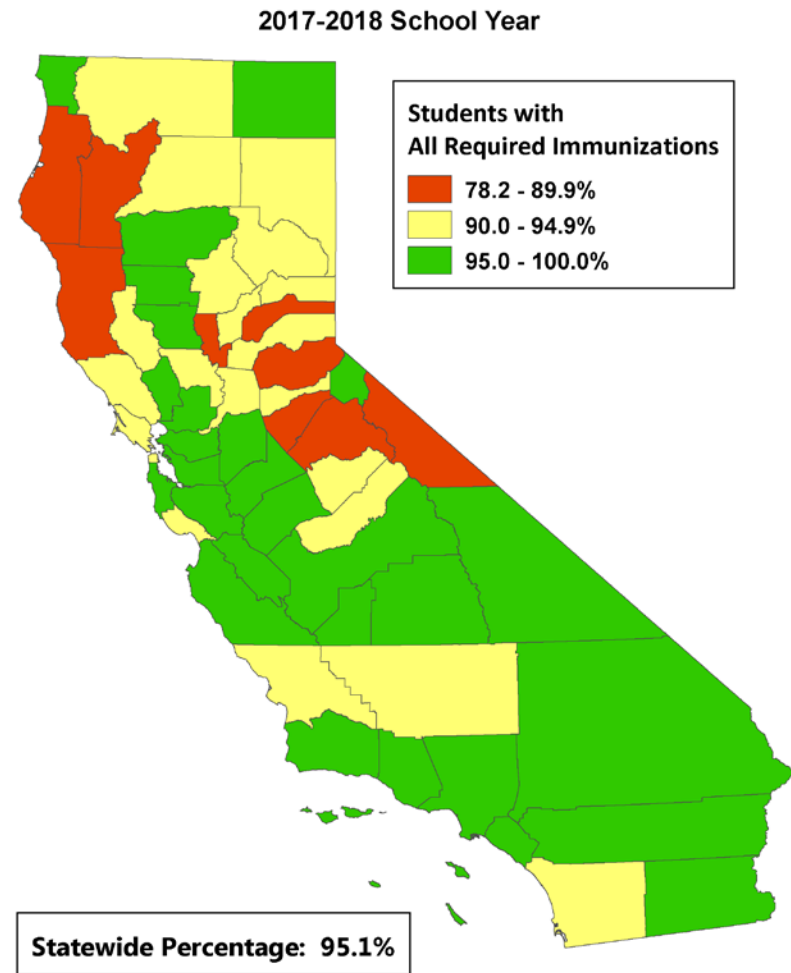 2017-2018 School Year
Students with
All Required Immunizations
78.2 - 89.9%
90.0 - 94.9%
95.0 - 100.0%
Statewide Percentage: 95.1%